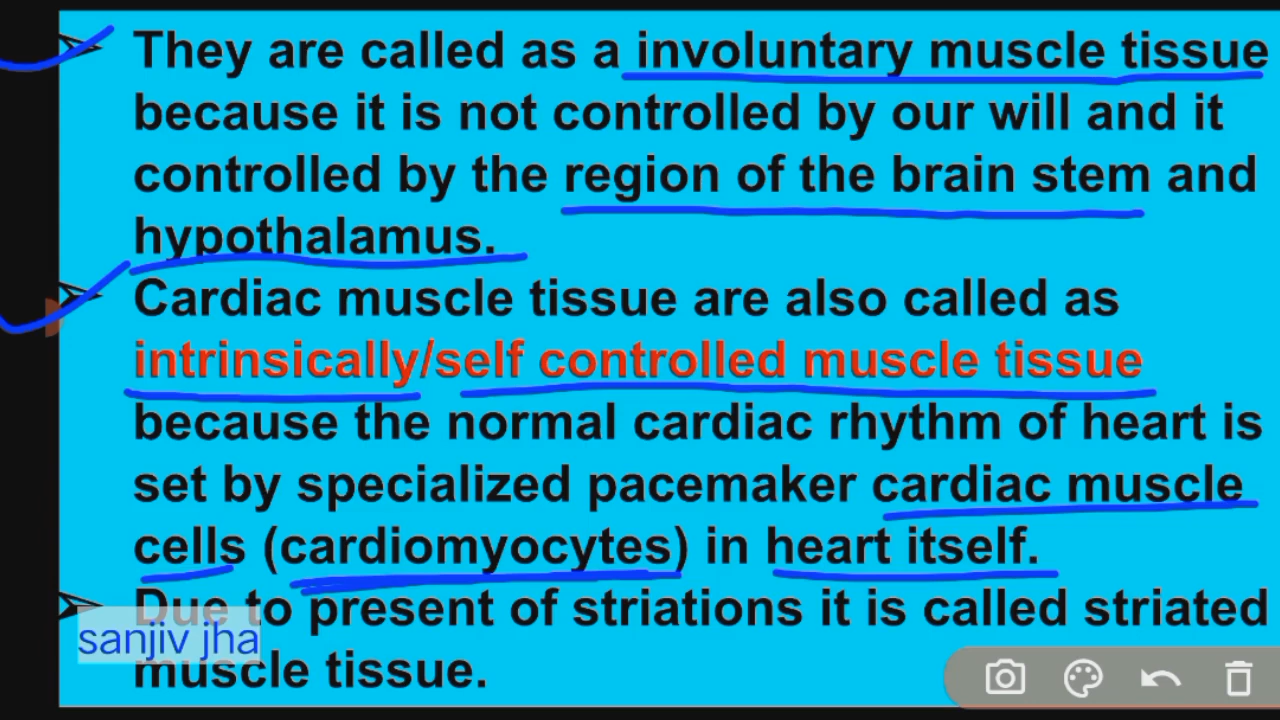 They are called as a involuntary muscle tissue
because it is not controlled by our will and it
controlled by the region of the brain stem and
hypothalamus.
Cardiac muscle tissue are also called as
intrinsically/self controlled muscle tissue
because the normal cardiac rhythm of heart is
set by specialized pacemaker cardiac muscle
cells (cardiomyocytes) in heart itself.
Due to present of striations it is called striated
sanjiv jha
muscle tissue.